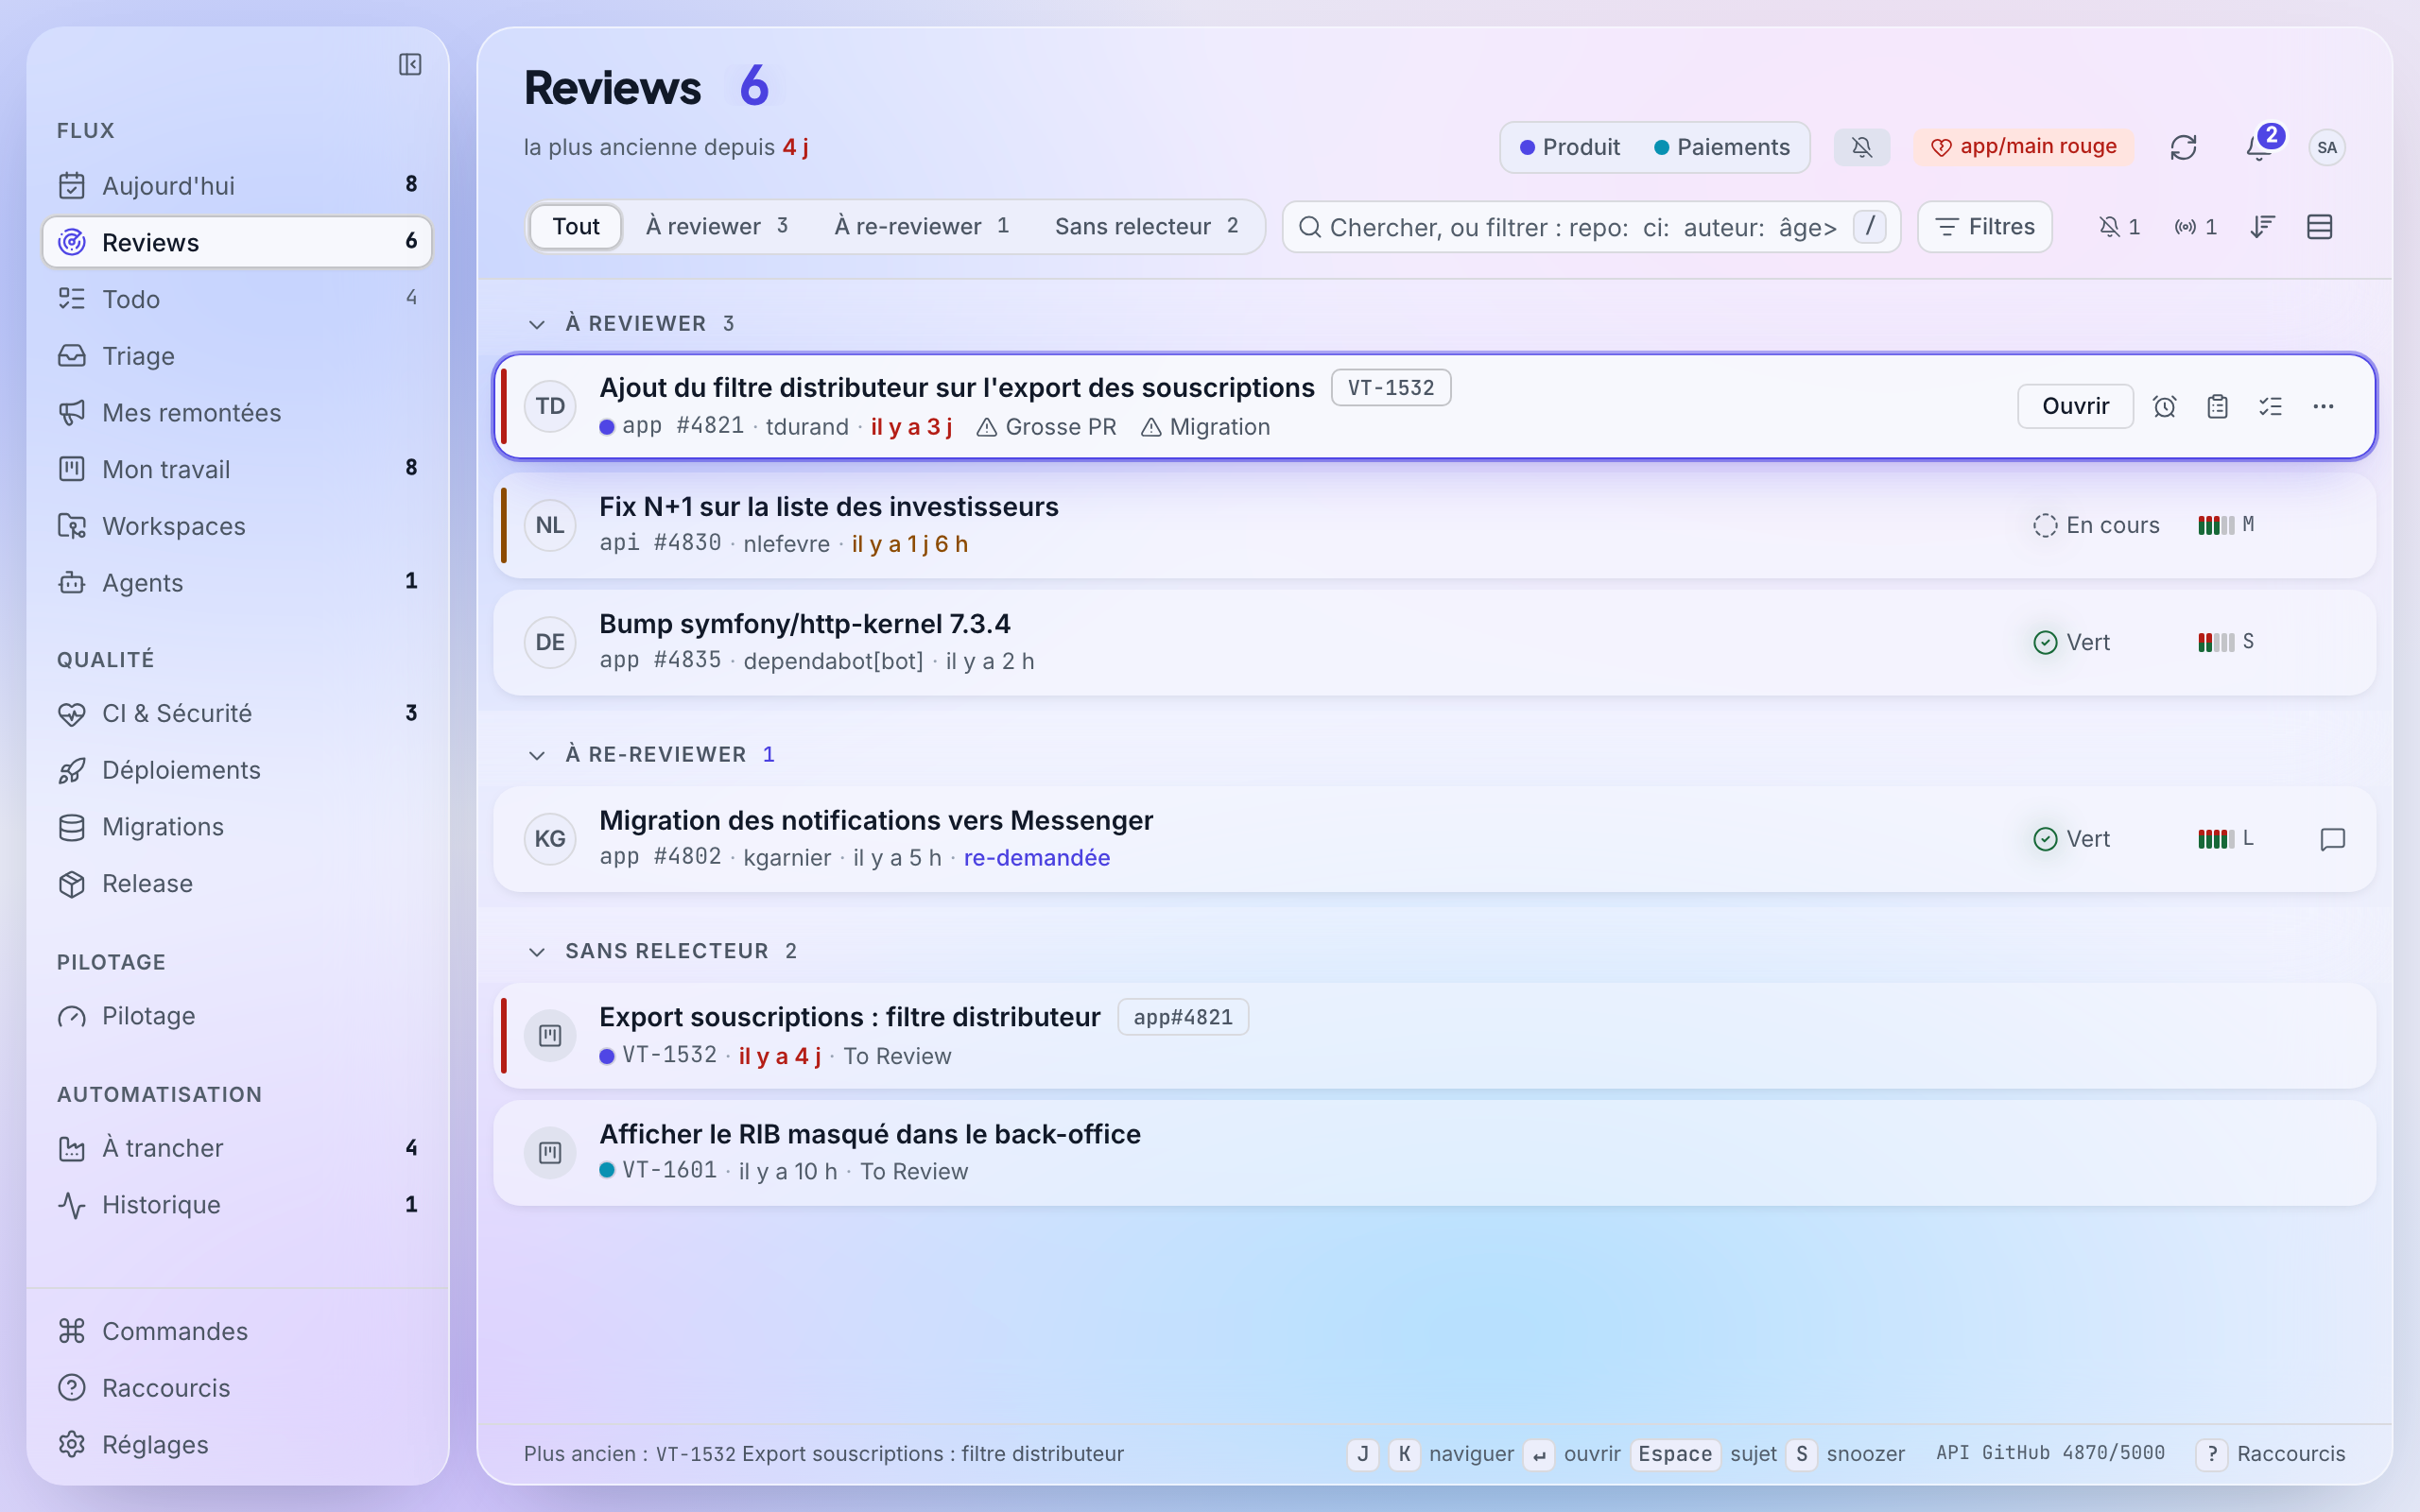 FLUX
Aujourd'hui 8
Reviews 6
Todo 4
Triage
Mes remontées
Mon travail 8
Workspaces
Agents 1
QUALITÉ
CI & Sécurité 3
Déploiements
Migrations
Release
PILOTAGE
Pilotage
AUTOMATISATION
À trancher 4
Historique 1
Commandes
Raccourcis
Réglages
Reviews 6
la plus ancienne depuis 4 j
Produit Paiements app/main rouge 2 SA
Tout À reviewer 3 À re-reviewer 1 Sans relecteur 2 Chercher, ou filtrer : repo: ci: auteur: âge> / Filtres 1 1
À REVIEWER 3
TD Ajout du filtre distributeur sur l'export des souscriptions VT-1532
app #4821 · tdurand · il y a 3 j Grosse PR Migration
Ouvrir
NL Fix N+1 sur la liste des investisseurs
api #4830 · nlefevre · il y a 1 j 6 h
En cours M
DE Bump symfony/http-kernel 7.3.4
app #4835 · dependabot[bot] · il y a 2 h
Vert S
À RE-REVIEWER 1
KG Migration des notifications vers Messenger
app #4802 · kgarnier · il y a 5 h · re-demandée
Vert L
SANS RELECTEUR 2
Export souscriptions : filtre distributeur app#4821
VT-1532 · il y a 4 j · To Review
Afficher le RIB masqué dans le back-office
VT-1601 · il y a 10 h · To Review
Plus ancien : VT-1532 Export souscriptions : filtre distributeur
J K naviguer ↵ ouvrir Espace sujet S snoozer API GitHub 4870/5000 ? Raccourcis